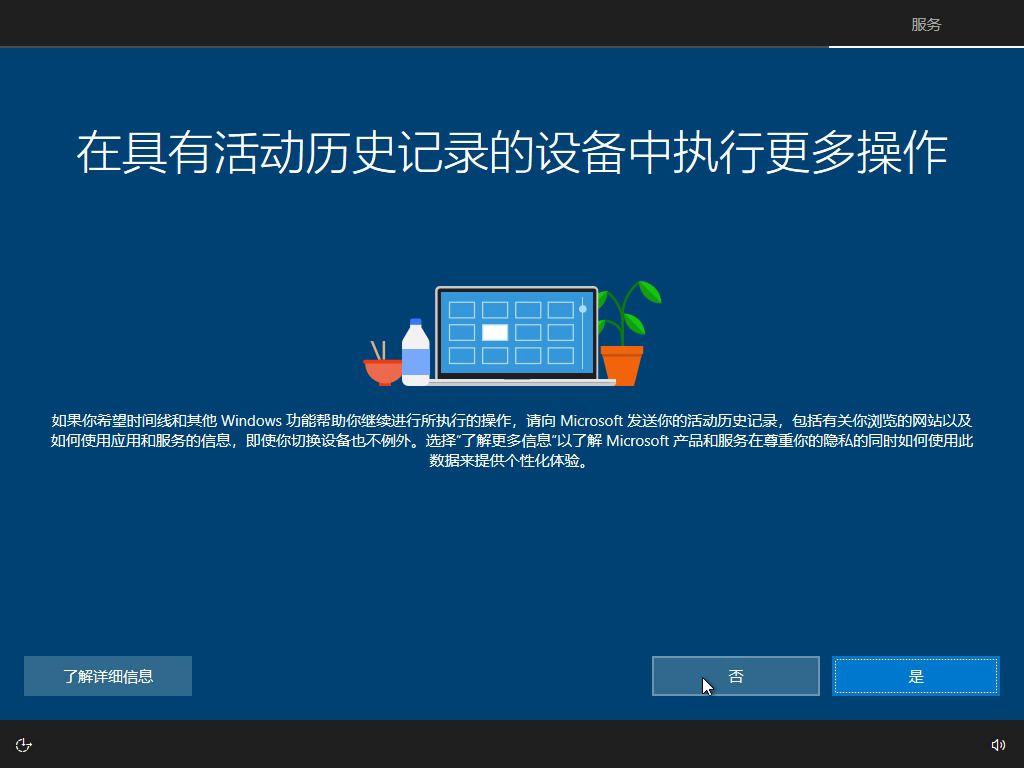 服务
在具有活动历史记录的设备中执行更多操作
如果你希望时间线和其他 Windows 功能帮助你继续进行所执行的操作，请向 Microsoft 发送你的活动历史记录，包括有关你浏览的网站以及
如何使用应用和服务的信息，即使你切换设备也不例外。选择"了解更多信息"以了解 Microsoft 产品和服务在尊重你的隐私的同时如何使用此
数据来提供个性化体验。
了解详细信息
否
是